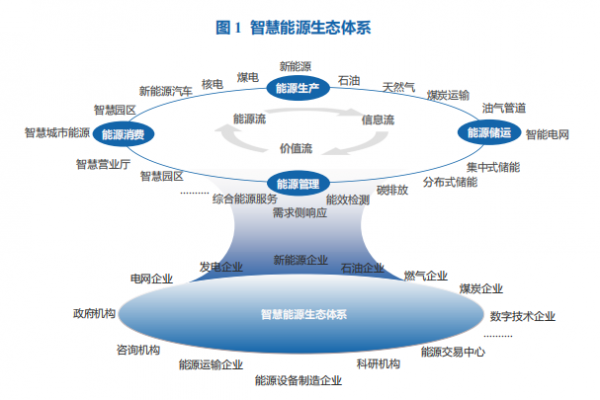 图 1 智慧能源生态体系
新能源
煤电
石油
核电
能源生产
天然气
新能源汽车
煤炭运输
智慧园区
油气管道
能源流
信息流
智慧城市能源
能源消费
能源储运
智能电网
价值流
智慧营业厅
集中式储能
智慧园区
能源管理
分布式储能
..........
综合能源服务
能效检测
碳排放
需求侧响应
新能源企业
发电企业
石油企业
电网企业
燃气企业
煤炭企业
政府机构
智慧能源生态体系
数字技术企业
..........
咨询机构
能源交易中心
能源运输企业
科研机构
能源设备制造企业